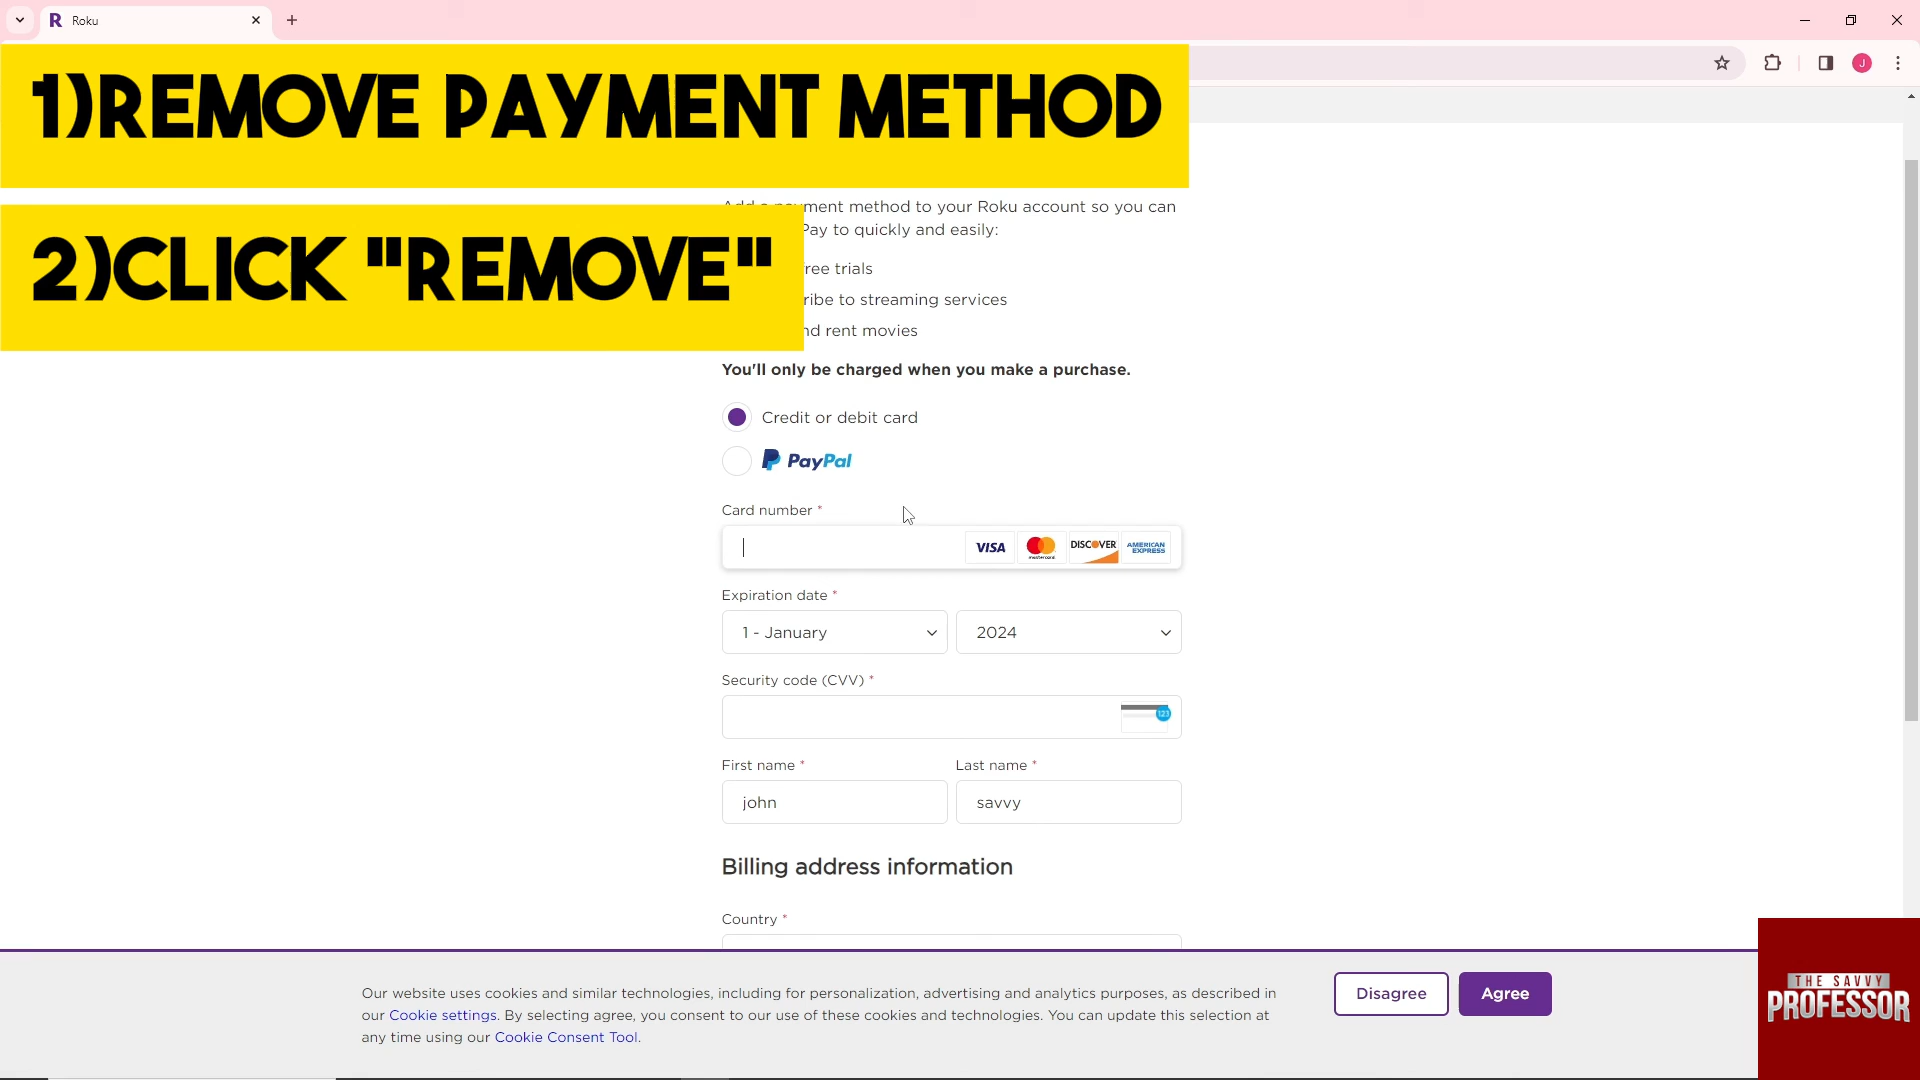 Roku
J
1)REMOVE PAYMENT METHOD
2)CLICK "REMOVE"
ment method to your Roku account so you can
Pay to quickly and easily:
ree trials
ribe to streaming services
nd rent movies
You'll only be charged when you make a purchase.
Credit or debit card
PayPal
Card number *
VISA mastercard DISCOVER AMERICAN EXPRESS
Expiration date *
1 - January 2024
Security code (CVV) *
123
First name * Last name *
john savvy
Billing address information
Country *
Our website uses cookies and similar technologies, including for personalization, advertising and analytics purposes, as described in
our Cookie settings. By selecting agree, you consent to our use of these cookies and technologies. You can update this selection at
any time using our Cookie Consent Tool.
Disagree Agree
THE SAVVY
PROFESSOR